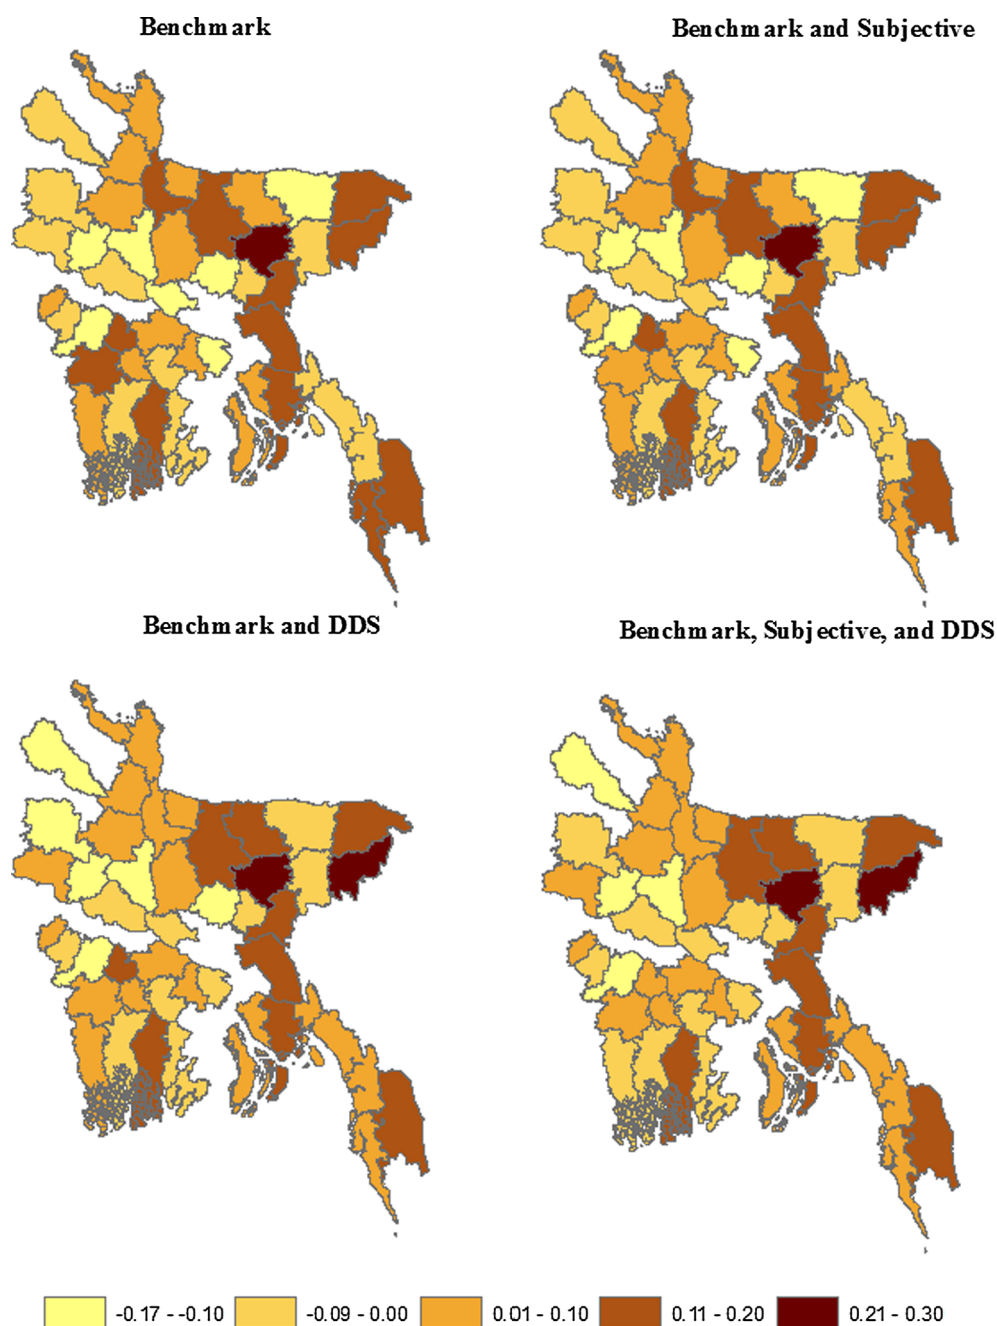 Benchmark
Benchmark and Subjective
Benchmark and DDS
Benchmark, Subjective, and DDS
-0.17 - -0.10
-0.09 - 0.00
0.01 - 0.10
0.11 - 0.20
0.21 - 0.30